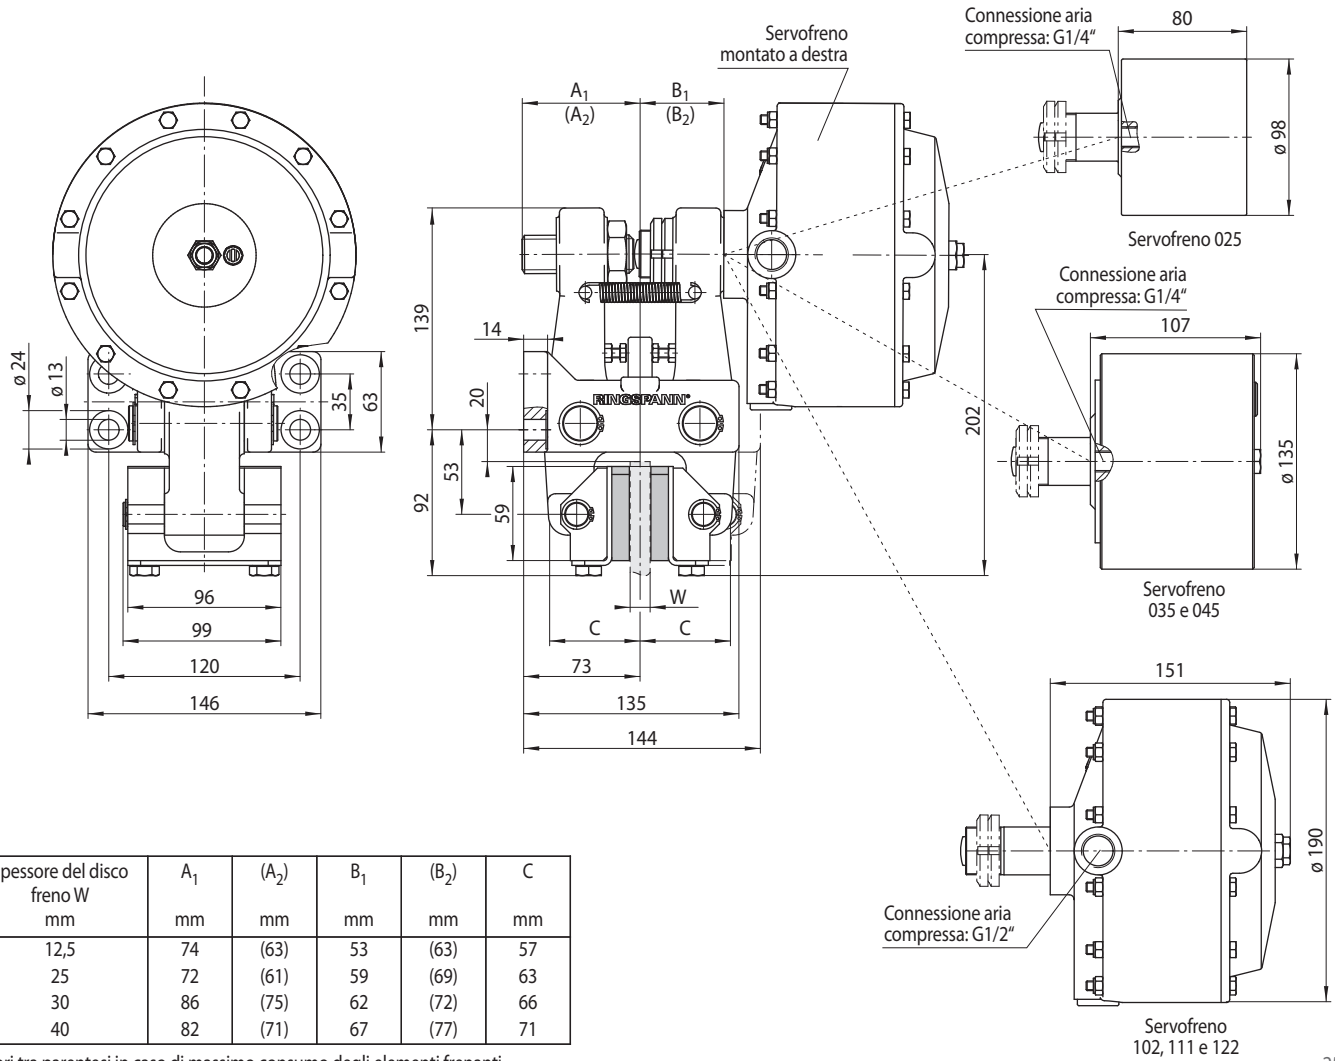 Servofreno
montato a destra
Connessione aria
compressa: G1/4“
80
ø 98
Servofreno 025
A1
(A2)
B1
(B2)
139
14
20
53
59
92
202
ø 24
ø 13
35
63
RINGSPANN®
Connessione aria
compressa: G1/4“
107
ø 135
Servofreno
035 e 045
96
99
120
146
W
C C
73
135
144
151
ø 190
Connessione aria
compressa: G1/2“
Servofreno
102, 111 e 122
pessore del disco A1 (A2) B1 (B2) C
freno W
mm mm mm mm mm mm
12,5 74 (63) 53 (63) 57
25 72 (61) 59 (69) 63
30 86 (75) 62 (72) 66
40 82 (71) 67 (77) 71